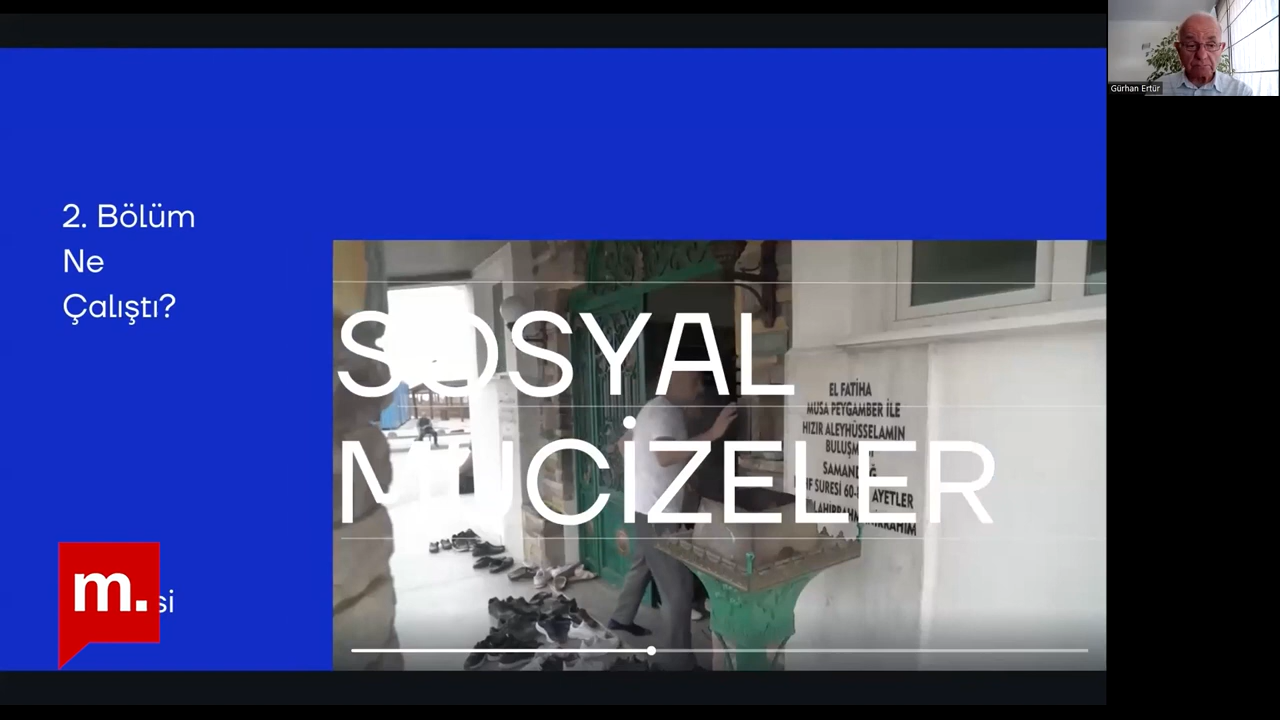 2. Bölüm
Ne
Çalıştı?
SOSYAL
MUCİZELER
EL FATİHA
MUSA PEYGAMBER İLE
HIZIR ALEYHÜSSELAMIN
AYETLER
m.
Gürhan Ertür